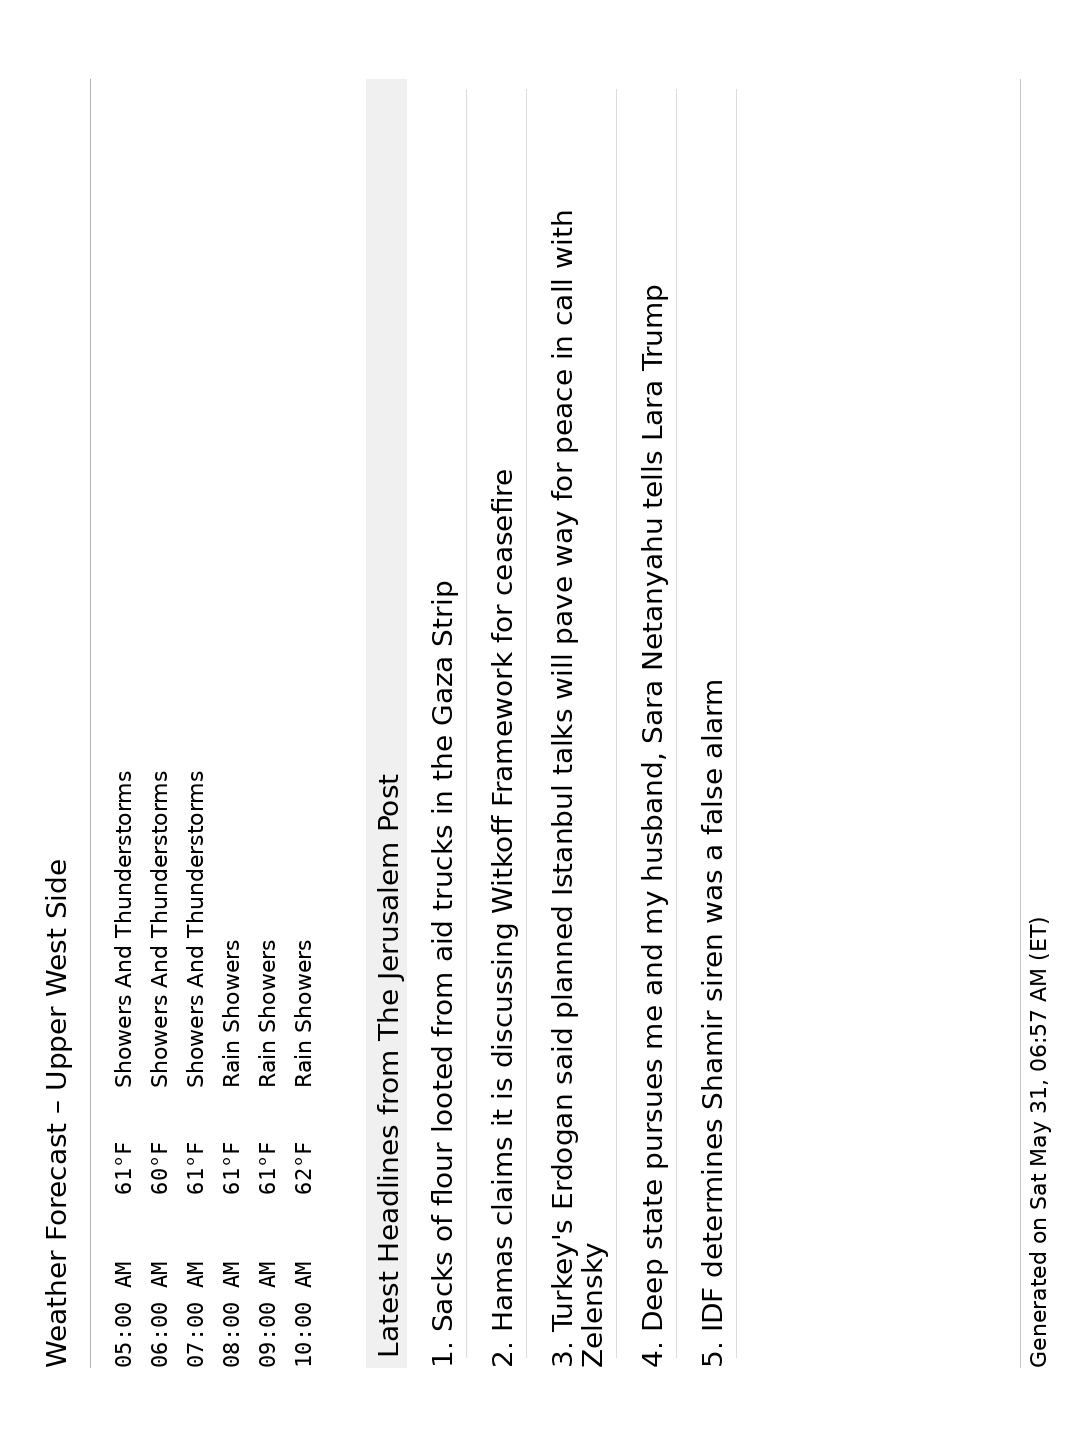 Weather Forecast – Upper West Side
05:00 AM 61°F Showers And Thunderstorms
06:00 AM 60°F Showers And Thunderstorms
07:00 AM 61°F Showers And Thunderstorms
08:00 AM 61°F Rain Showers
09:00 AM 61°F Rain Showers
10:00 AM 62°F Rain Showers
Latest Headlines from The Jerusalem Post
1. Sacks of flour looted from aid trucks in the Gaza Strip
2. Hamas claims it is discussing Witkoff Framework for ceasefire
3. Turkey's Erdogan said planned Istanbul talks will pave way for peace in call with
Zelensky
4. Deep state pursues me and my husband, Sara Netanyahu tells Lara Trump
5. IDF determines Shamir siren was a false alarm
Generated on Sat May 31, 06:57 AM (ET)